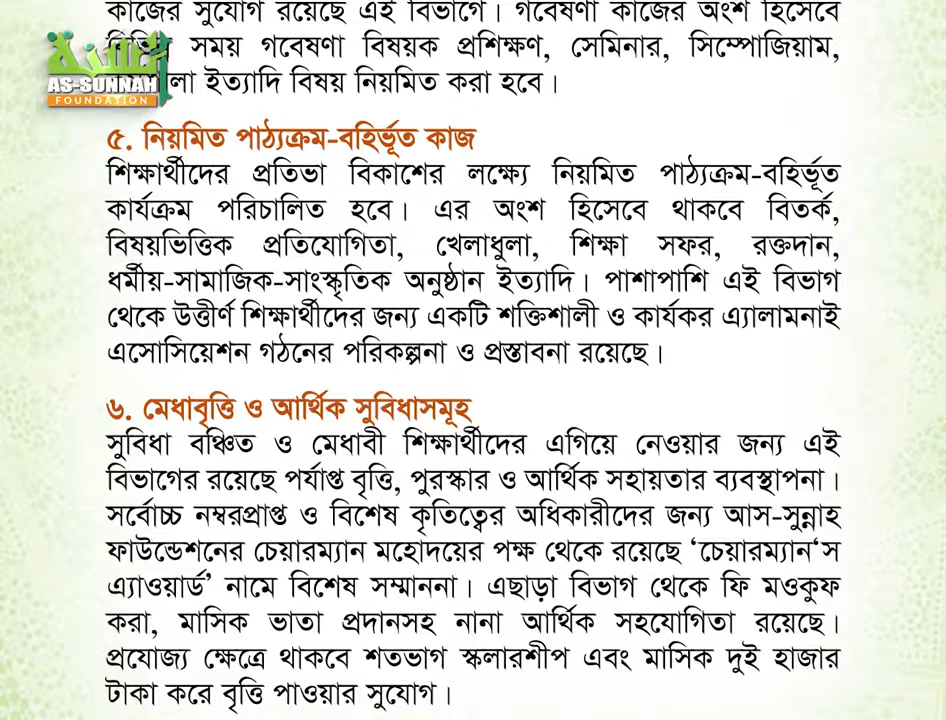 কাজের সুযোগ রয়েছে এই বিভাগে। গবেষণা কাজের অংশ হিসেবে
সময় গবেষণা বিষয়ক প্রশিক্ষণ, সেমিনার, সিম্পোজিয়াম,
ইত্যাদি বিষয় নিয়মিত করা হবে।
AS-SUNNAH
FOUNDATION
৫. নিয়মিত পাঠ্যক্রম-বহির্ভূত কাজ
শিক্ষার্থীদের প্রতিভা বিকাশের লক্ষ্যে নিয়মিত পাঠ্যক্রম-বহির্ভূত
কার্যক্রম পরিচালিত হবে। এর অংশ হিসেবে থাকবে বিতর্ক,
বিষয়ভিত্তিক প্রতিযোগিতা, খেলাধুলা, শিক্ষা সফর, রক্তদান,
ধর্মীয়-সামাজিক-সাংস্কৃতিক অনুষ্ঠান ইত্যাদি। পাশাপাশি এই বিভাগ
থেকে উত্তীর্ণ শিক্ষার্থীদের জন্য একটি শক্তিশালী ও কার্যকর এ্যালামনাই
এসোসিয়েশন গঠনের পরিকল্পনা ও প্রস্তাবনা রয়েছে।
৬. মেধাবৃত্তি ও আর্থিক সুবিধাসমূহ
সুবিধা বঞ্চিত ও মেধাবী শিক্ষার্থীদের এগিয়ে নেওয়ার জন্য এই
বিভাগের রয়েছে পর্যাপ্ত বৃত্তি, পুরস্কার ও আর্থিক সহায়তার ব্যবস্থাপনা।
সর্বোচ্চ নম্বরপ্রাপ্ত ও বিশেষ কৃতিত্বের অধিকারীদের জন্য আস-সুন্নাহ
ফাউন্ডেশনের চেয়ারম্যান মহোদয়ের পক্ষ থেকে রয়েছে ‘চেয়ারম্যান‘স
এ্যাওয়ার্ড’ নামে বিশেষ সম্মাননা। এছাড়া বিভাগ থেকে ফি মওকুফ
করা, মাসিক ভাতা প্রদানসহ নানা আর্থিক সহযোগিতা রয়েছে।
প্রযোজ্য ক্ষেত্রে থাকবে শতভাগ স্কলারশীপ এবং মাসিক দুই হাজার
টাকা করে বৃত্তি পাওয়ার সুযোগ।